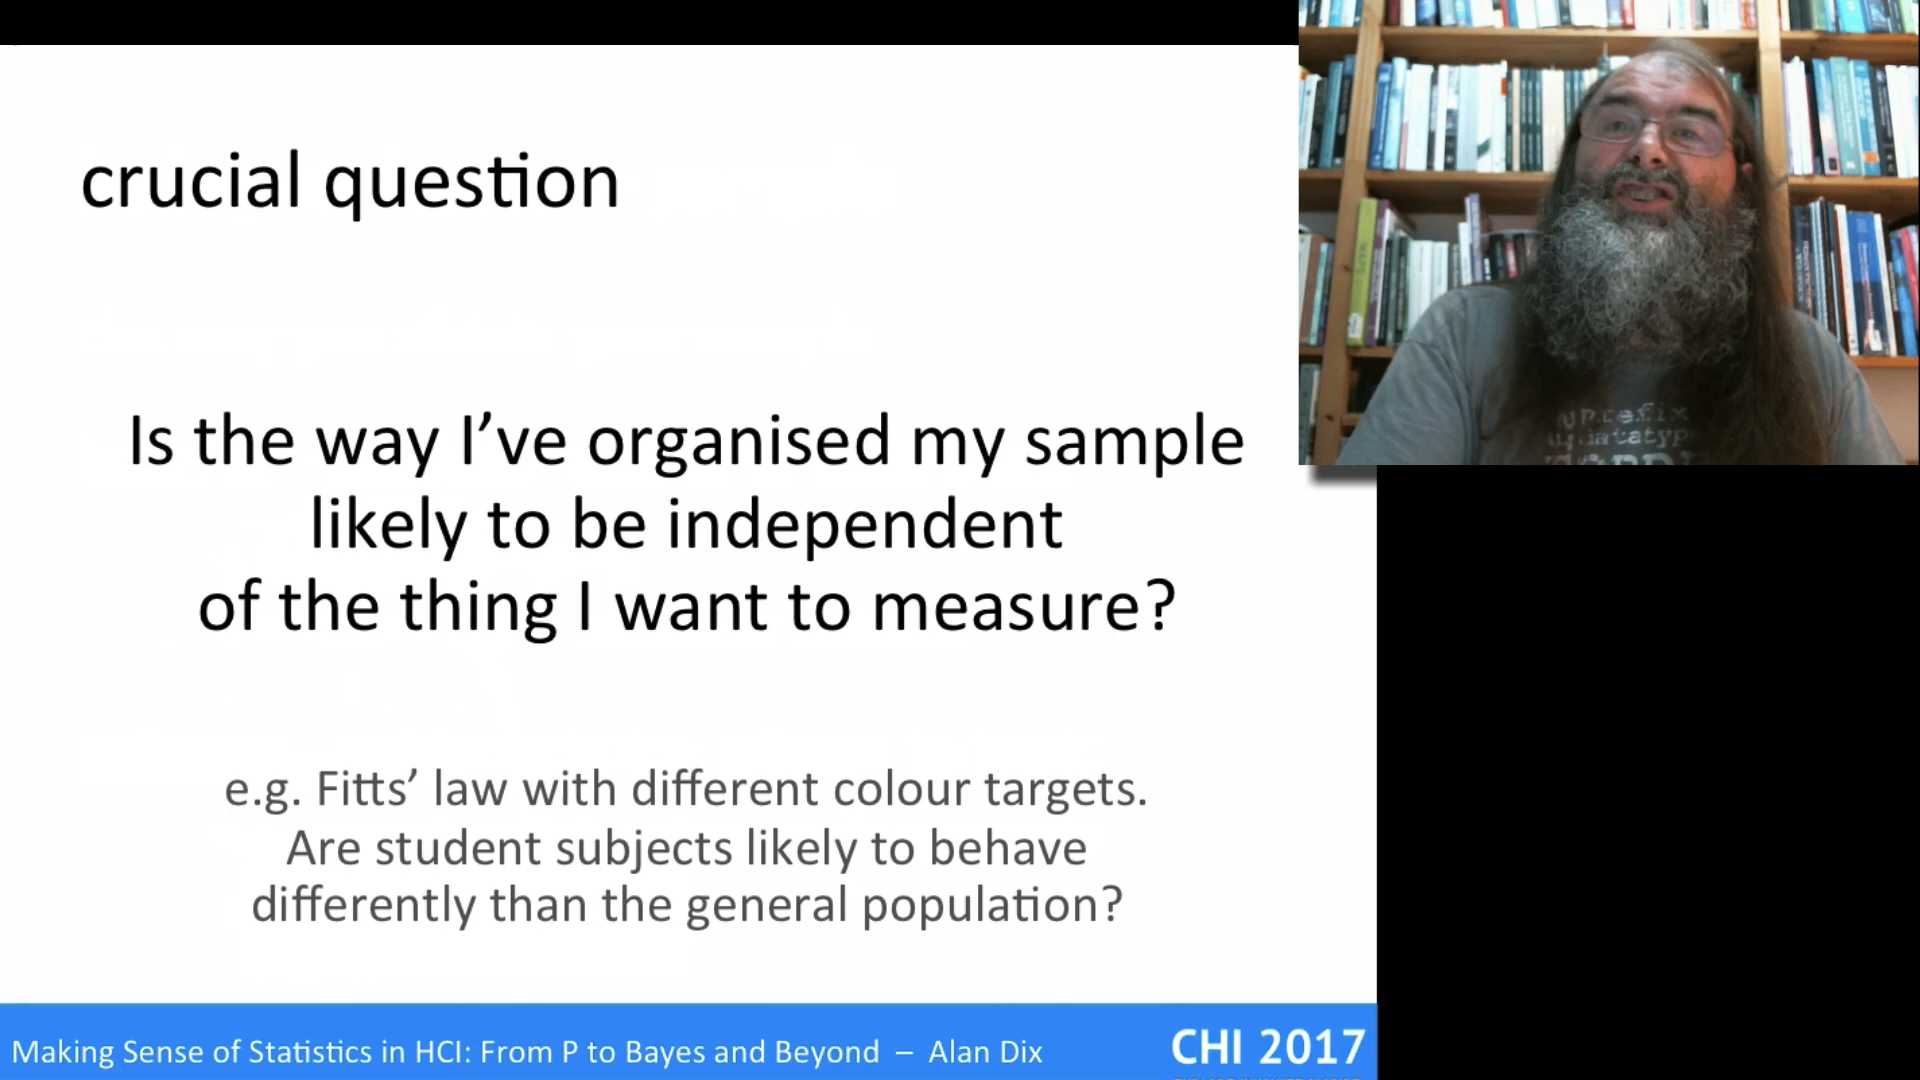 crucial question
Is the way I've organised my sample
likely to be independent
of the thing I want to measure?
e.g. Fitts' law with different colour targets.
Are student subjects likely to behave
differently than the general population?
Making Sense of Statistics in HCI: From P to Bayes and Beyond – Alan Dix
CHI 2017